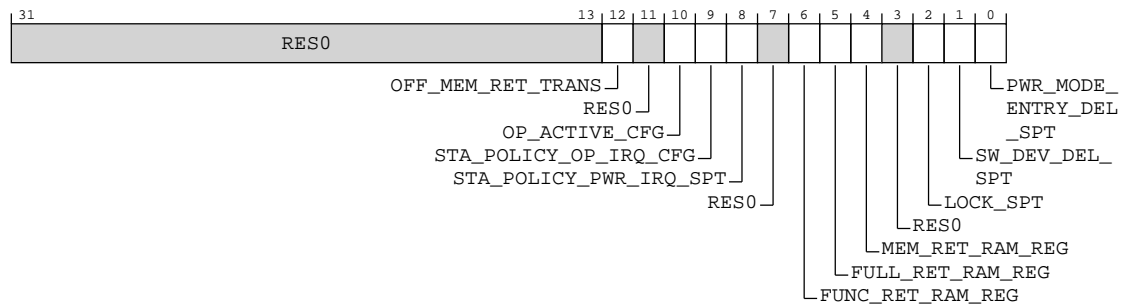 31 13 12 11 10 9 8 7 6 5 4 3 2 1 0
RES0
OFF_MEM_RET_TRANS
PWR_MODE_
RES0
ENTRY_DEL
OP_ACTIVE_CFG
_SPT
STA_POLICY_OP_IRQ_CFG
SW_DEV_DEL_
STA_POLICY_PWR_IRQ_SPT
SPT
RES0
LOCK_SPT
RES0
MEM_RET_RAM_REG
FULL_RET_RAM_REG
FUNC_RET_RAM_REG